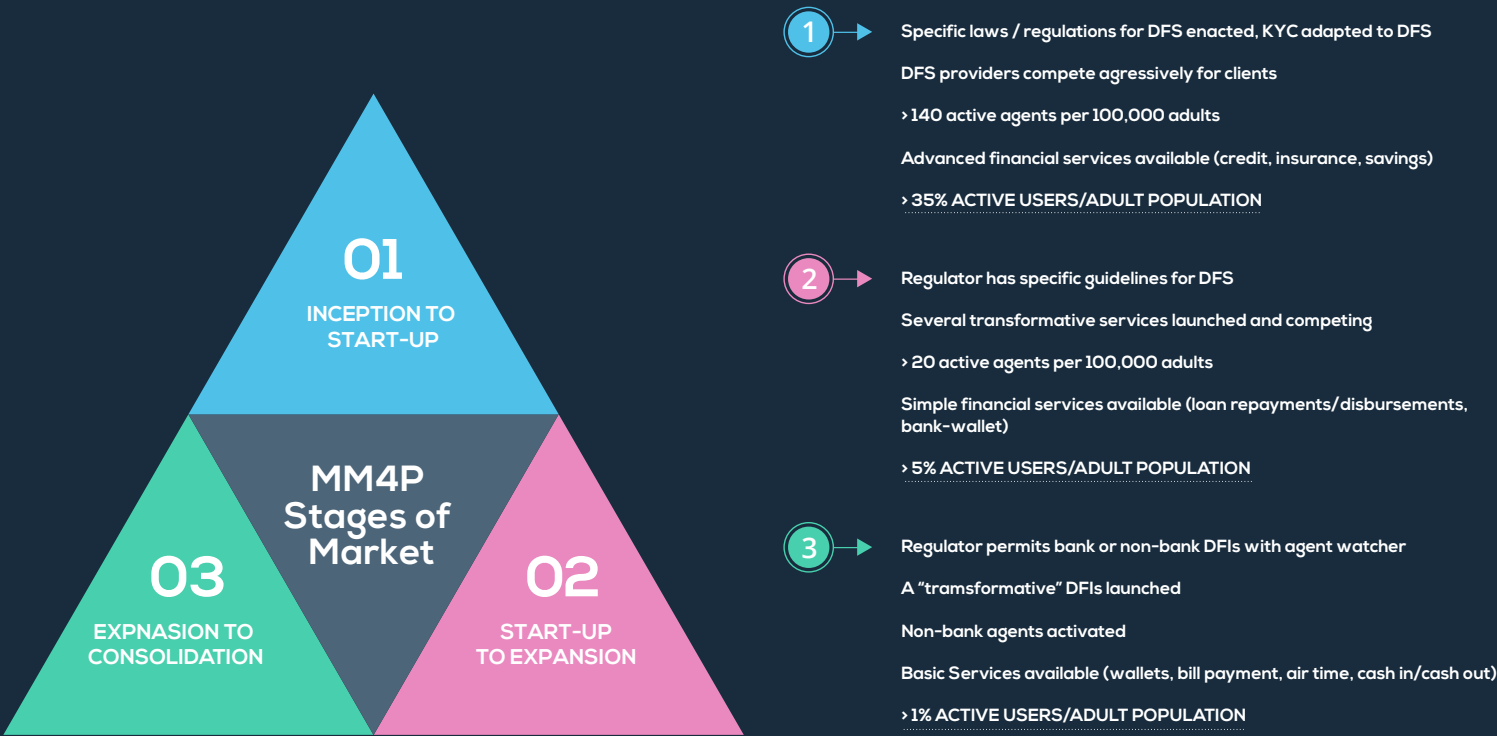 01
INCEPTION TO
START-UP
MM4P
Stages of
Market
03
EXPNASION TO
CONSOLIDATION
02
START-UP
TO EXPANSION
1
Specific laws / regulations for DFS enacted, KYC adapted to DFS
DFS providers compete agressively for clients
> 140 active agents per 100,000 adults
Advanced financial services available (credit, insurance, savings)
> 35% ACTIVE USERS/ADULT POPULATION
2
Regulator has specific guidelines for DFS
Several transformative services launched and competing
> 20 active agents per 100,000 adults
Simple financial services available (loan repayments/disbursements,
bank-wallet)
> 5% ACTIVE USERS/ADULT POPULATION
3
Regulator permits bank or non-bank DFIs with agent watcher
A “tramsformative” DFIs launched
Non-bank agents activated
Basic Services available (wallets, bill payment, air time, cash in/cash out)
> 1% ACTIVE USERS/ADULT POPULATION